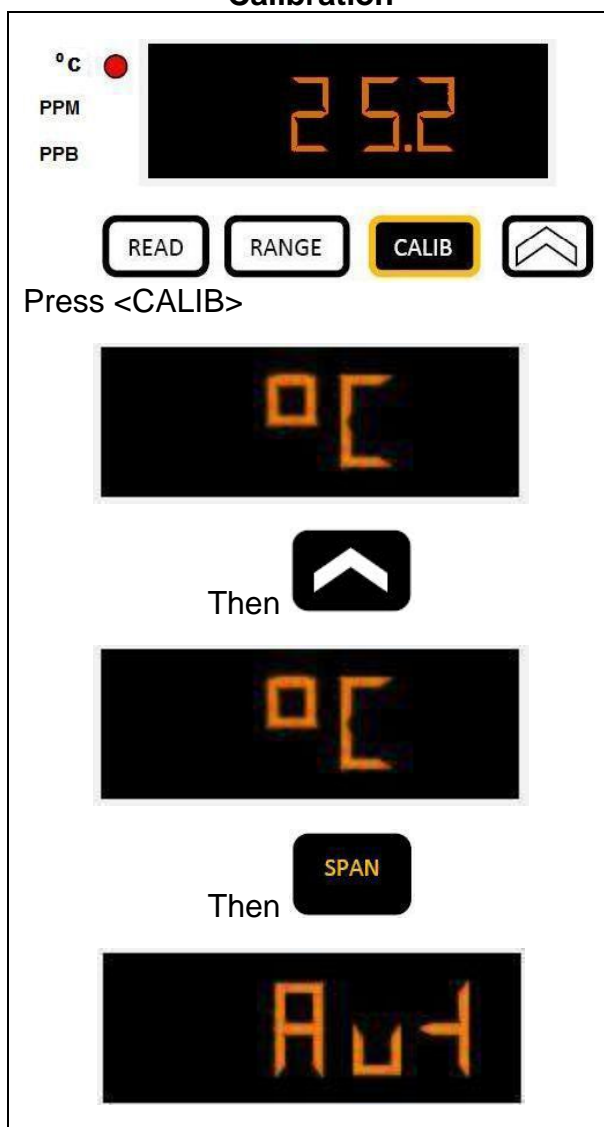 Calibration
°C
PPM
PPB
25.2
READ RANGE CALIB
Press <CALIB>
°C
Then
°C
SPAN
Then
Aut